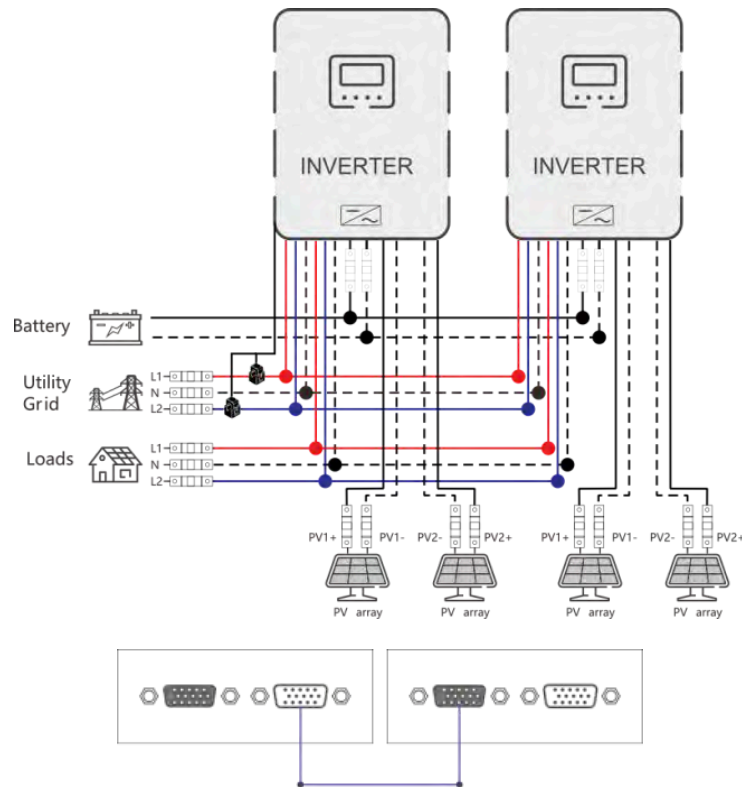 INVERTER
INVERTER
Battery
Utility
Grid
L1
N
L2
Loads
L1
N
L2
PV1+
PV1-
PV2-
PV2+
PV1+
PV1-
PV2-
PV2+
PV array
PV array
PV array
PV array